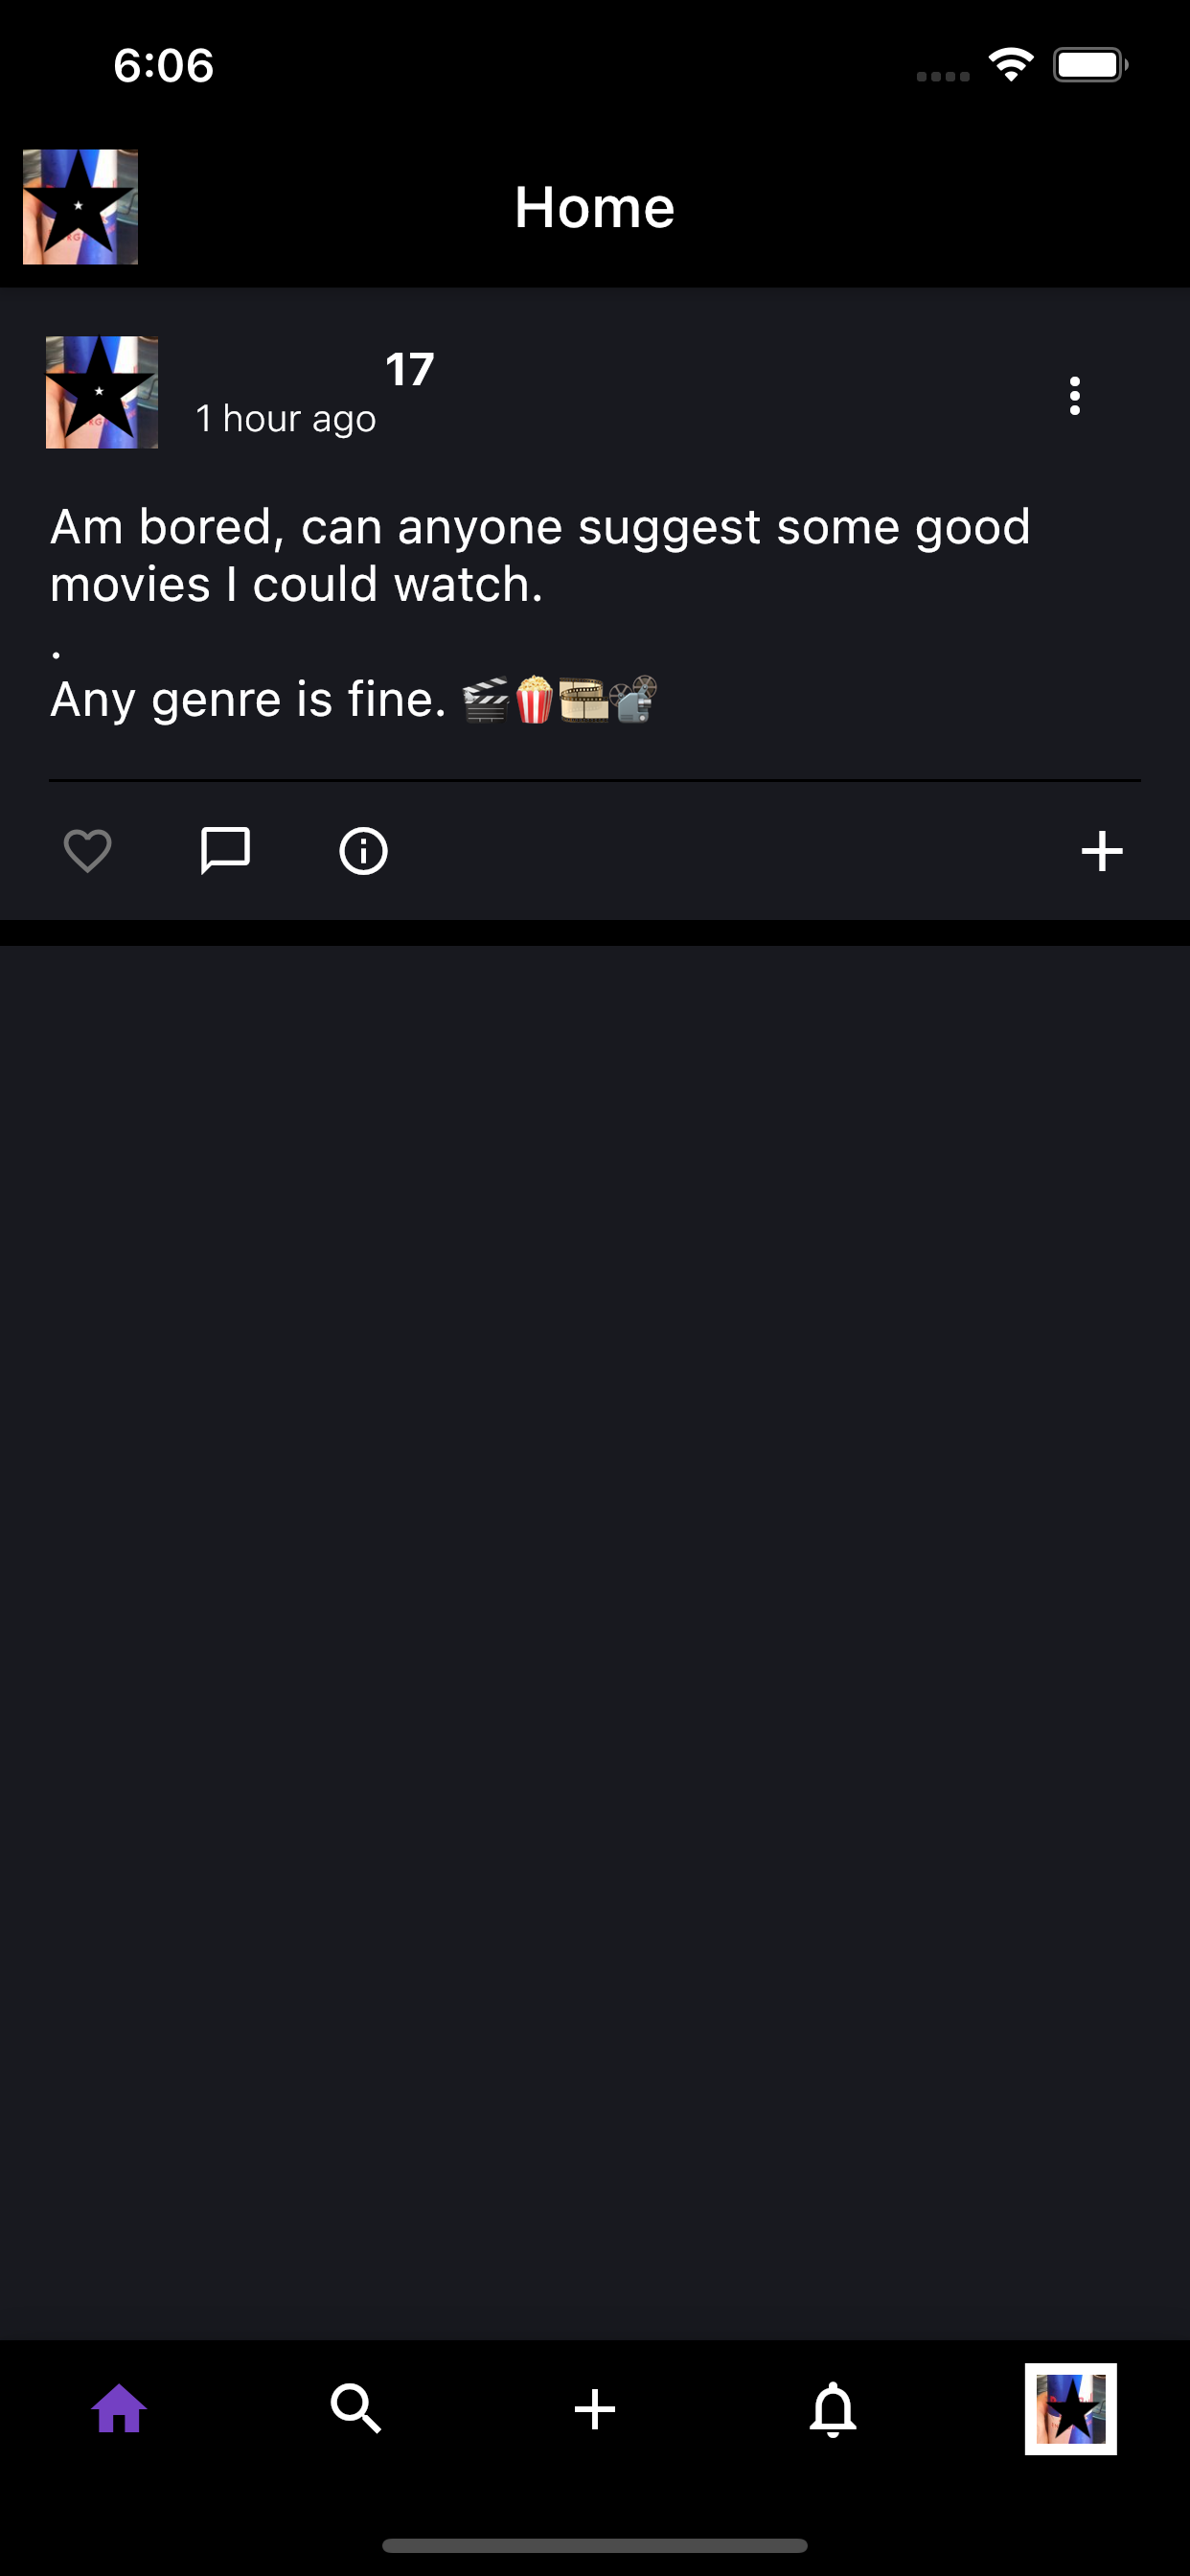 6:06
Home
17
1 hour ago
Am bored, can anyone suggest some good
movies I could watch.
.
Any genre is fine. 🎬🍿🎞️📽️